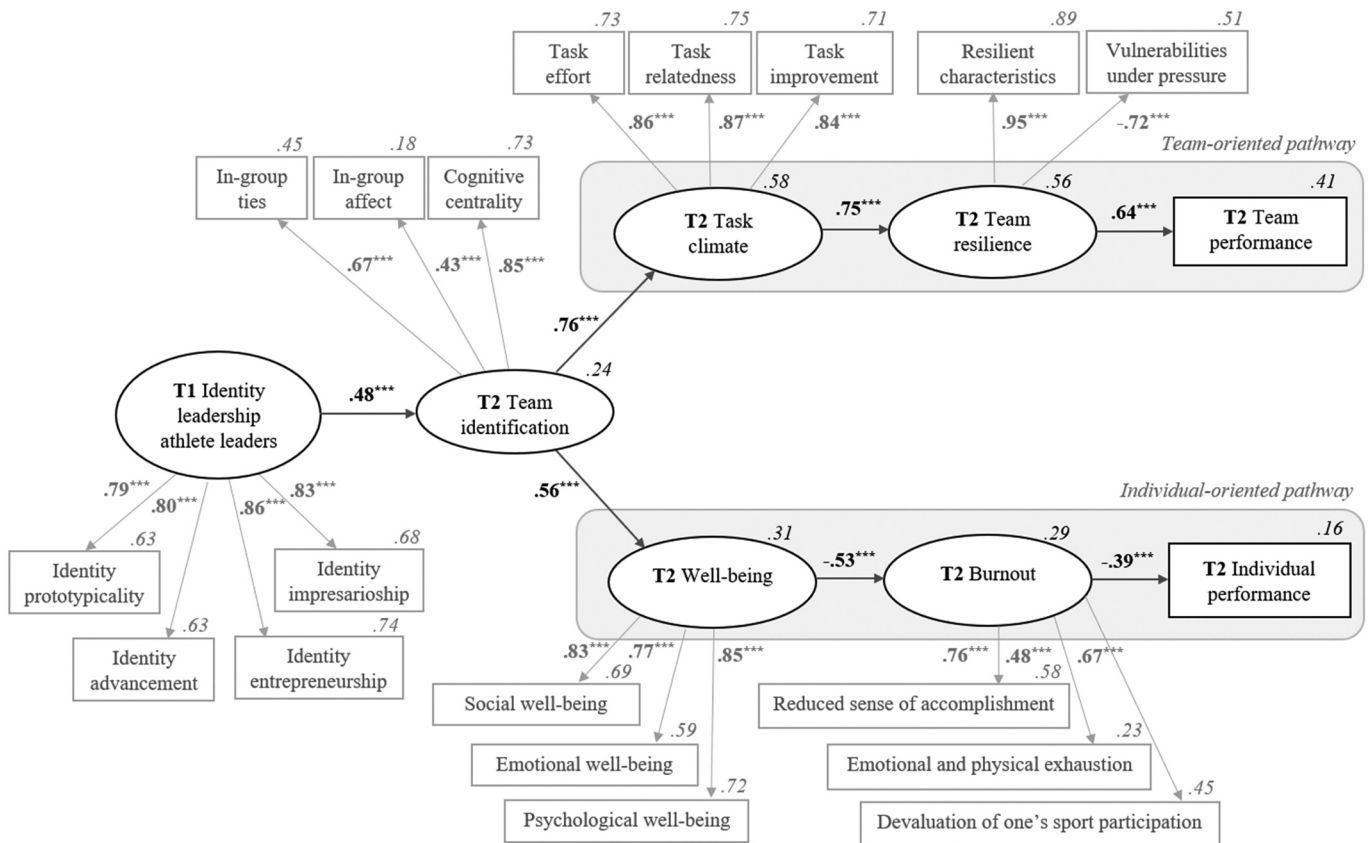 .73
.75
.71
.89
.51
Task
effort
Task
relatedness
Task
improvement
Resilient
characteristics
Vulnerabilities
under pressure
.86***
.87***
.84***
.95***
-.72***
Team-oriented pathway
.45
.18
.73
In-group
ties
In-group
affect
Cognitive
centrality
.67***
.43***
.85***
.58
T2 Task
climate
.75***
.56
T2 Team
resilience
.64***
.41
T2 Team
performance
.76***
T1 Identity
leadership
athlete leaders
.48***
.24
T2 Team
identification
.56***
.79***
.80***
.86***
.83***
.63
Identity
prototypicality
.68
Identity
impresarioship
.63
Identity
advancement
.74
Identity
entrepreneurship
Individual-oriented pathway
.31
T2 Well-being
-.53***
.29
T2 Burnout
-.39***
.16
T2 Individual
performance
.83***
.77***
.85***
.76***
.48***
.67***
.69
Social well-being
.59
Emotional well-being
.72
Psychological well-being
.58
Reduced sense of accomplishment
.23
Emotional and physical exhaustion
.45
Devaluation of one's sport participation